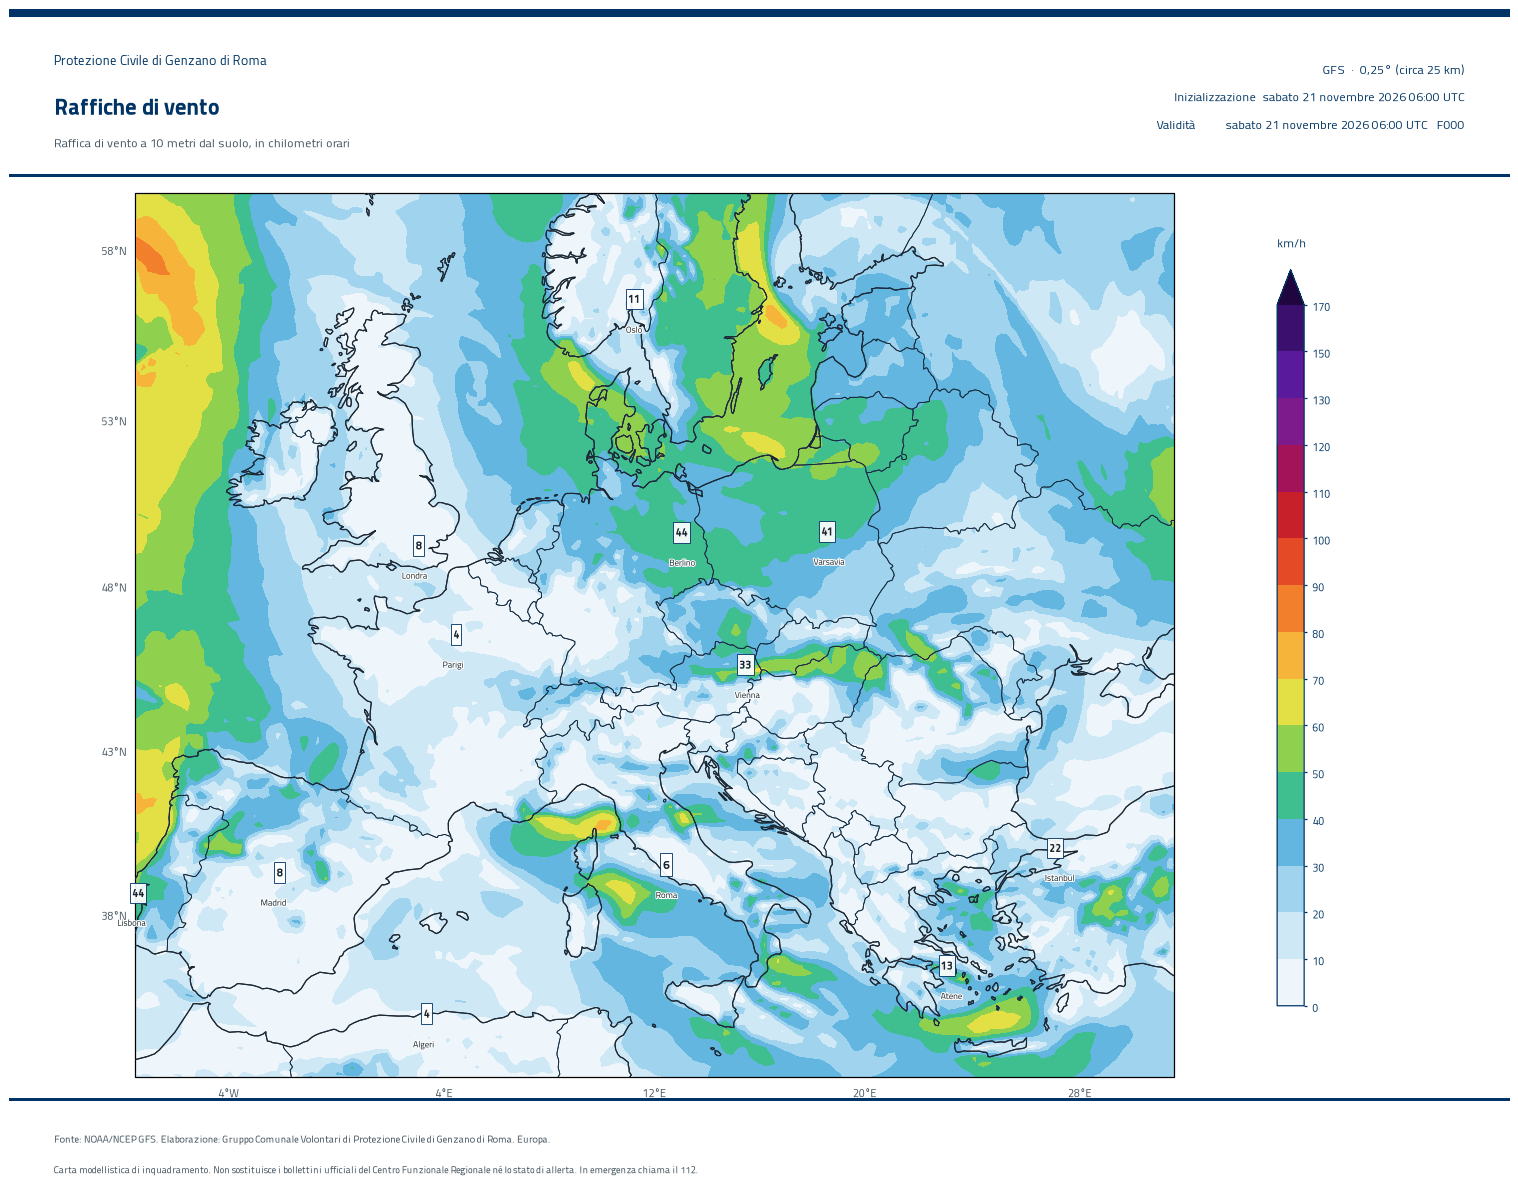 Protezione Civile di Genzano di Roma
Raffiche di vento
Raffica di vento a 10 metri dal suolo, in chilometri orari
GFS · 0,25° (circa 25 km)
Inizializzazione sabato 21 novembre 2026 06:00 UTC
Validità sabato 21 novembre 2026 06:00 UTC F000
km/h
170
150
130
120
110
100
90
80
70
60
50
40
30
20
10
0
58°N
53°N
48°N
43°N
38°N
4°W
4°E
12°E
20°E
28°E
11
Oslo
8
Londra
44
Berlino
41
Varsavia
4
Parigi
33
Vienna
8
Madrid
44
Lisbona
6
Roma
22
Istanbul
13
Atene
4
Algeri
Fonte: NOAA/NCEP GFS. Elaborazione: Gruppo Comunale Volontari di Protezione Civile di Genzano di Roma. Europa.
Carta modellistica di inquadramento. Non sostituisce i bollettini ufficiali del Centro Funzionale Regionale né lo stato di allerta. In emergenza chiama il 112.